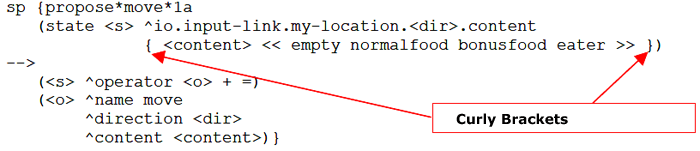 sp {propose*move*1a
(state <s> ^io.input-link.my-location.<dir>.content
{ <content> << empty normalfood bonusfood eater >> })
-->
(<s> ^operator <o> + =)
(<o> ^name move
^direction <dir>
^content <content>)}
Curly Brackets